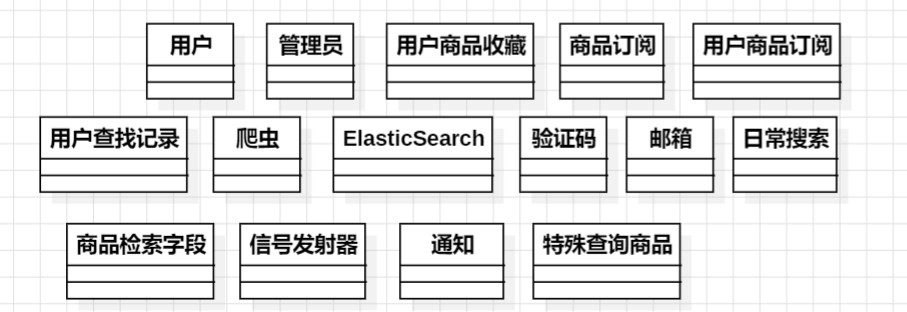 用户 管理员 用户商品收藏 商品订阅 用户商品订阅
用户查找记录 爬虫 ElasticSearch 验证码 邮箱 日常搜索
商品检索字段 信号发射器 通知 特殊查询商品